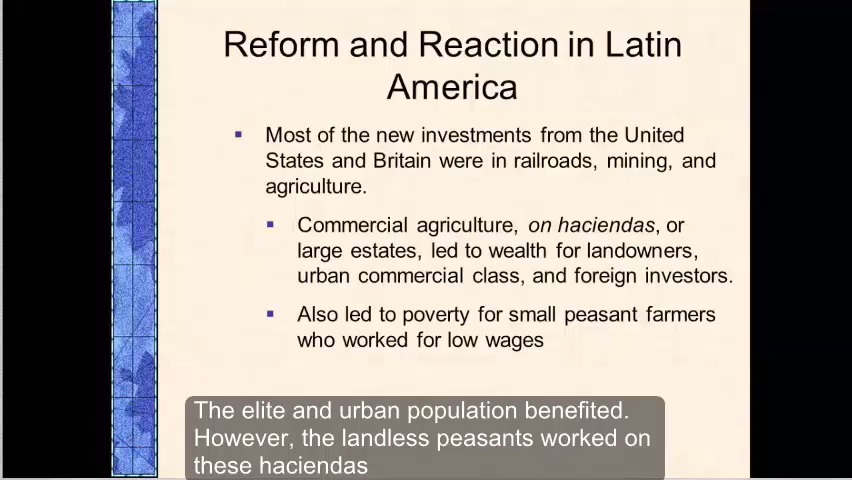 Reform and Reaction in Latin
America
▪ Most of the new investments from the United
States and Britain were in railroads, mining, and
agriculture.
▪ Commercial agriculture, on haciendas, or
large estates, led to wealth for landowners,
urban commercial class, and foreign investors.
▪ Also led to poverty for small peasant farmers
who worked for low wages
The elite and urban population benefited.
However, the landless peasants worked on
these haciendas